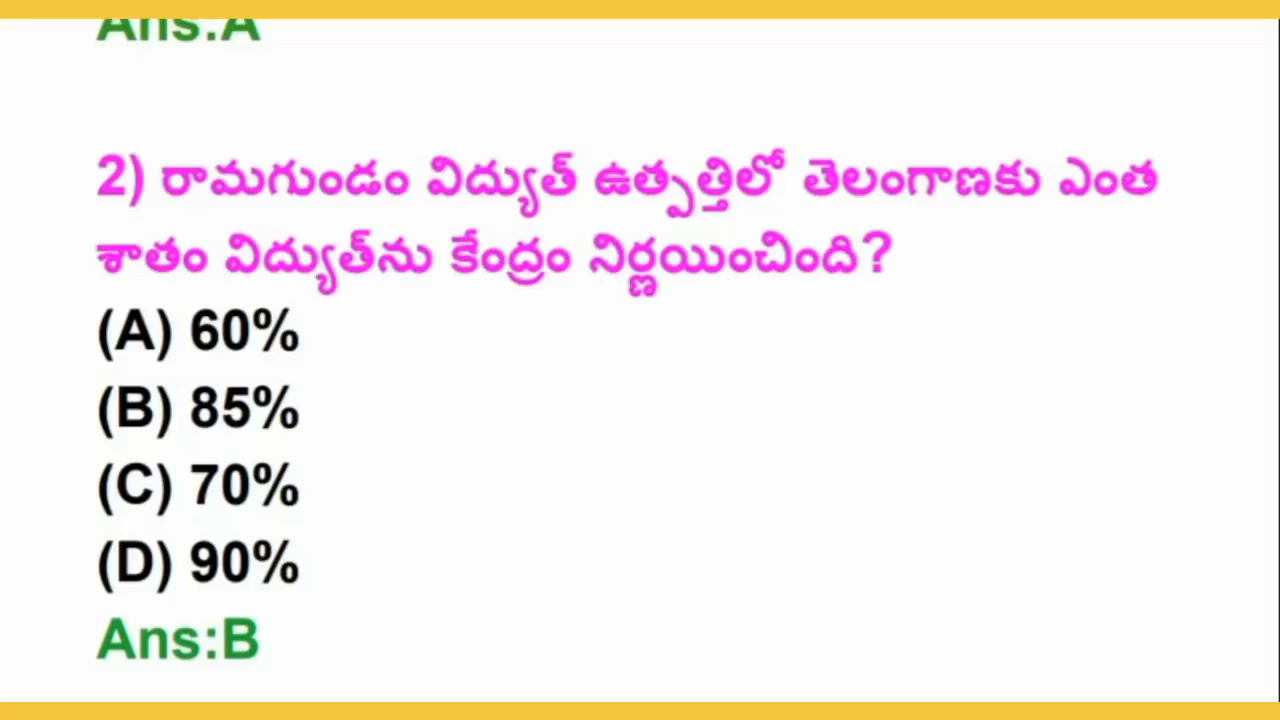 Ans:A
2) రామగుండం విద్యుత్ ఉత్పత్తిలో తెలంగాణకు ఎంత
శాతం విద్యుత్‌ను కేంద్రం నిర్ణయించింది?
(A) 60%
(B) 85%
(C) 70%
(D) 90%
Ans:B